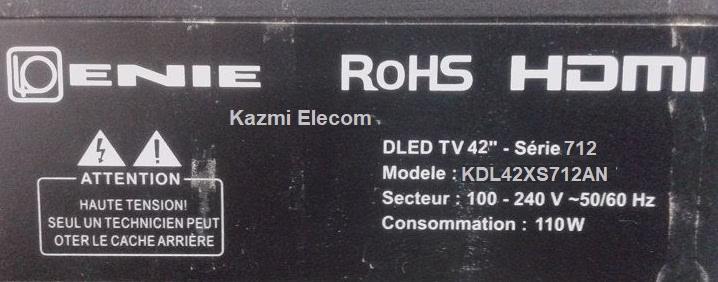 ENIE
RoHS
HDMI
Kazmi Elecom
DLED TV 42" - Série 712
Modele : KDL42XS712AN
Secteur : 100 - 240 V ~50/60 Hz
Consommation : 110W
ATTENTION
HAUTE TENSION!
SEUL UN TECHNICIEN PEUT
OTER LE CACHE ARRIÈRE